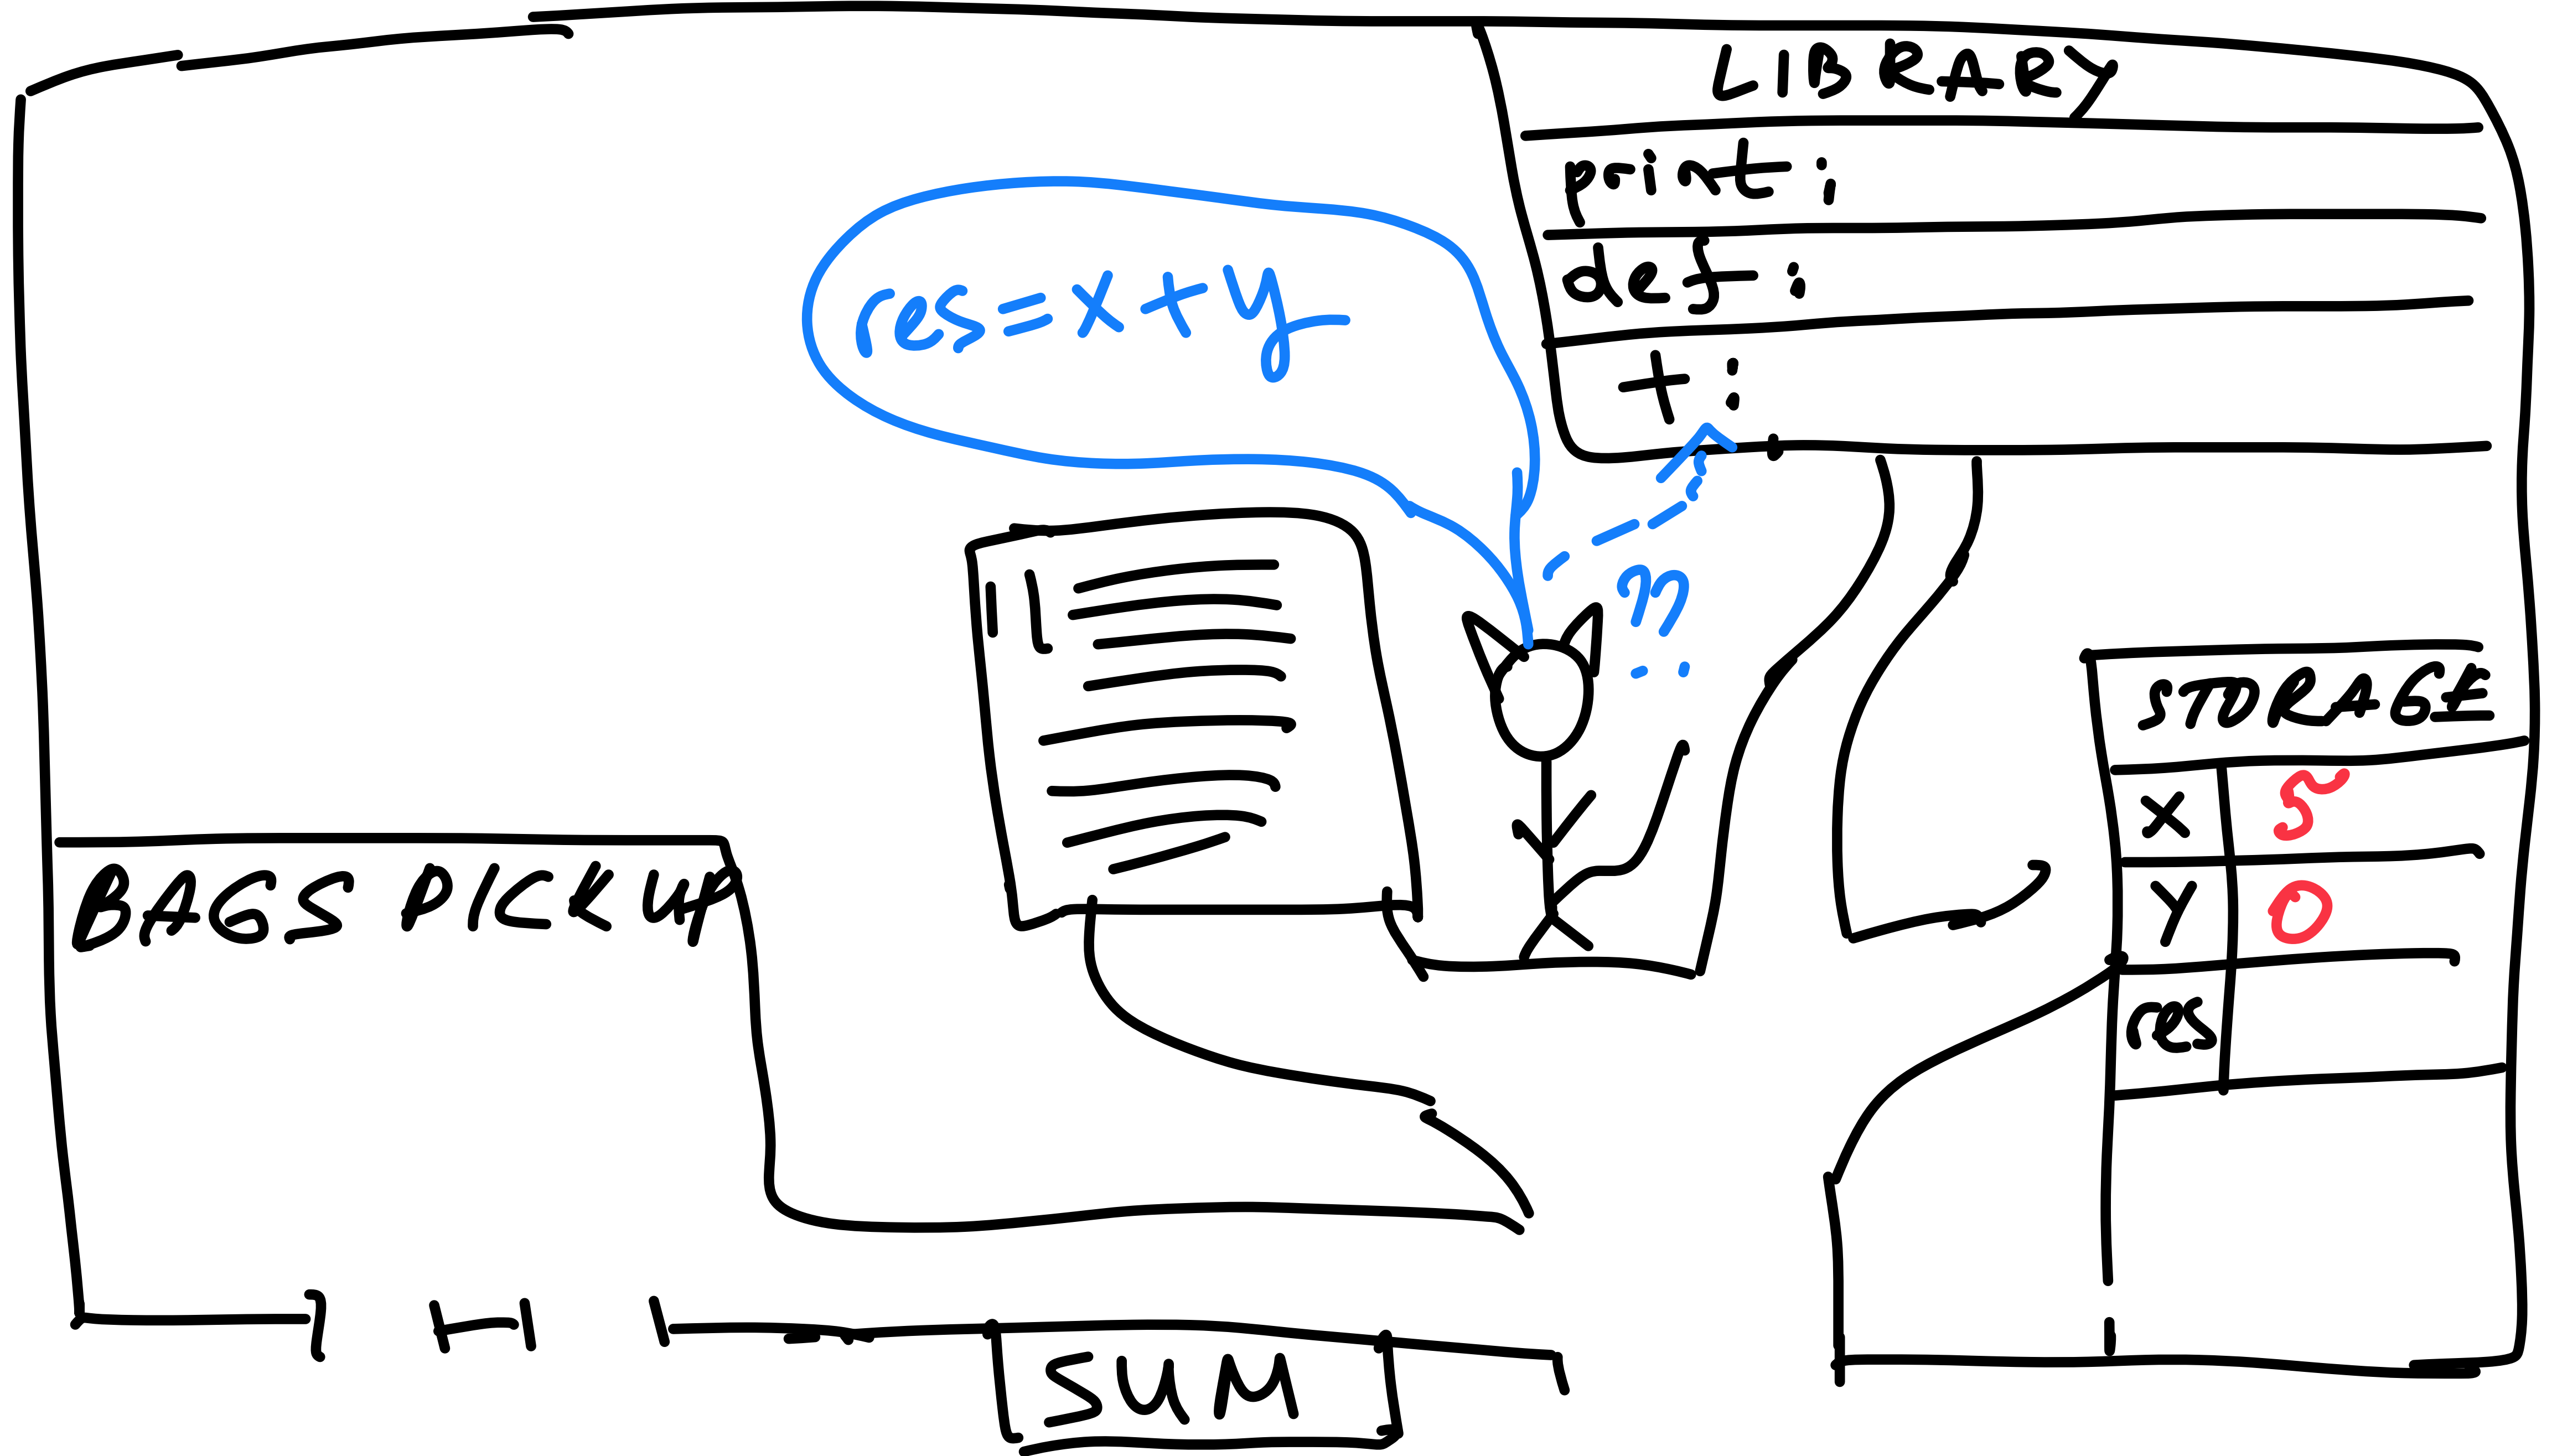 LIBRARY
print :
def :
+ :
res=x+y
??
STORAGE
X 5
Y 0
res
BAGS PICKUP
SUM